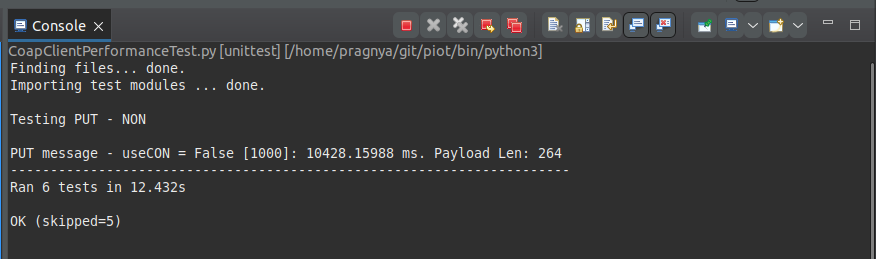 Console
CoapClientPerformanceTest.py [unittest] [/home/pragnya/git/piot/bin/python3]
Finding files... done.
Importing test modules ... done.
Testing PUT - NON
PUT message - useCON = False [1000]: 10428.15988 ms. Payload Len: 264
----------------------------------------------------------------------
Ran 6 tests in 12.432s
OK (skipped=5)